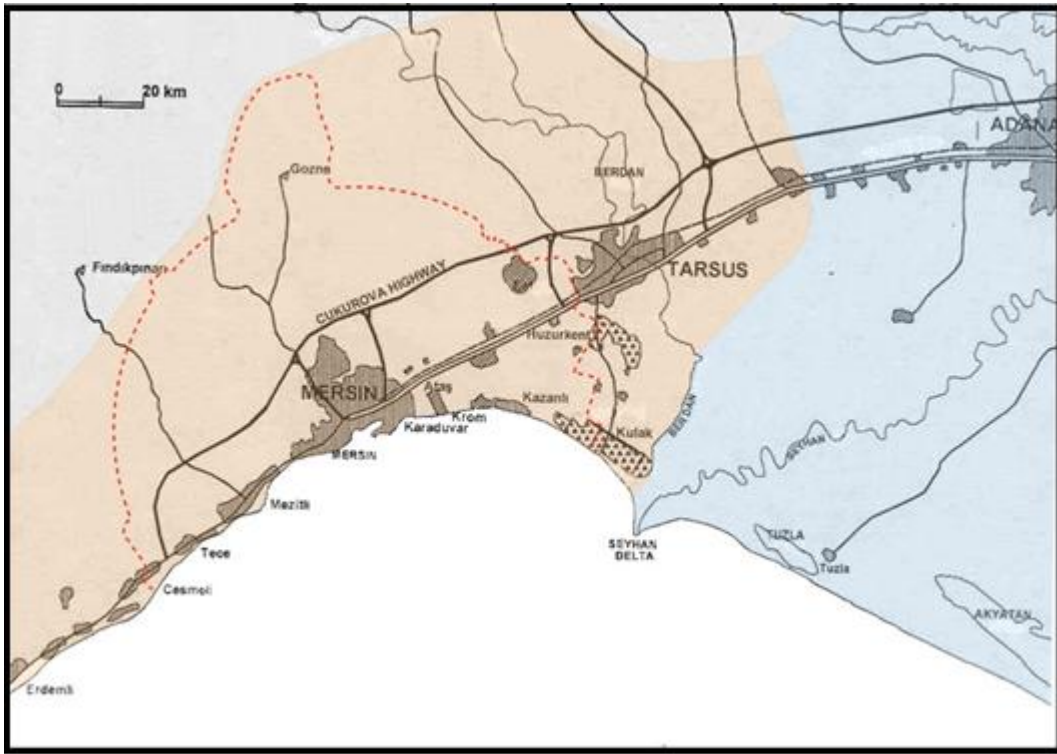 0 20 km
ADANA
Gozne
BERDAN
Fındıkpınarı
TARSUS
CUKUROVA HIGHWAY
Huzurkent
MERSIN
Ataş
Kazanlı
Krom
Karaduvar
Kulak
BERDAN
SEYHAN
MERSIN
Mezitli
Tece
SEYHAN
DELTA
TUZLA
Tuzla
Cesmeli
AKYATAN
Erdemli